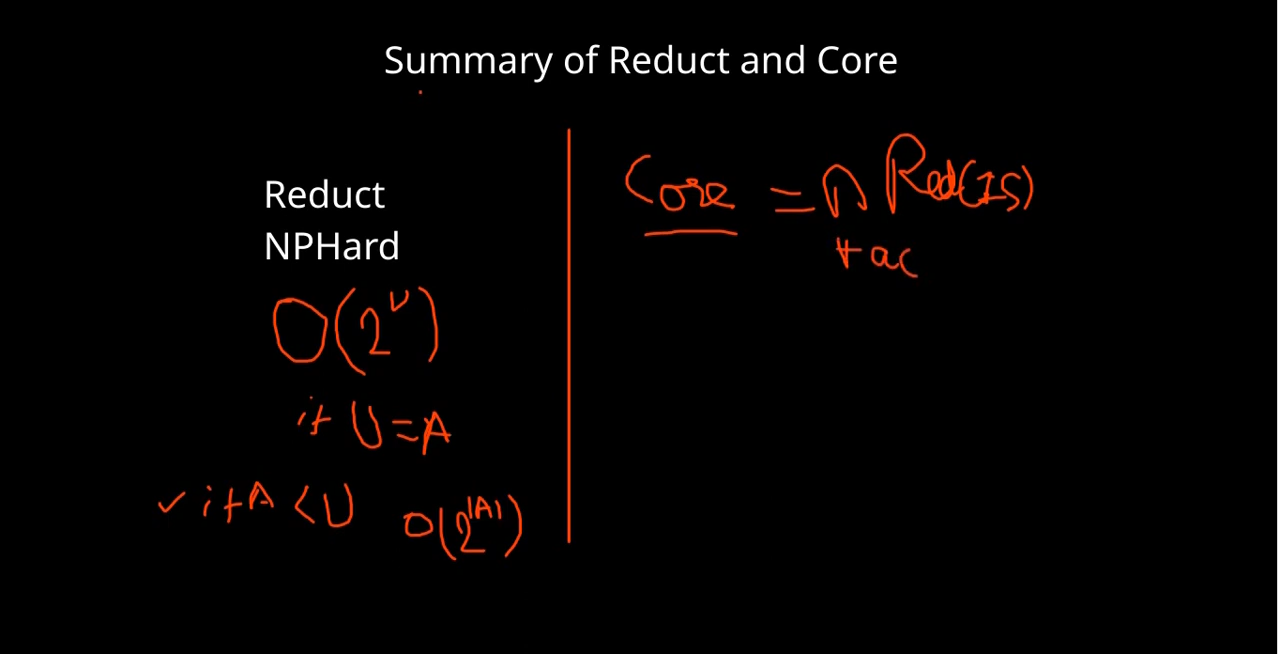 Summary of Reduct and Core
Reduct
NPHard
O(2^U)
if U=A
✓ if A < U O(2^|A|)
Core = ∩ Red(IS)
∀ ac